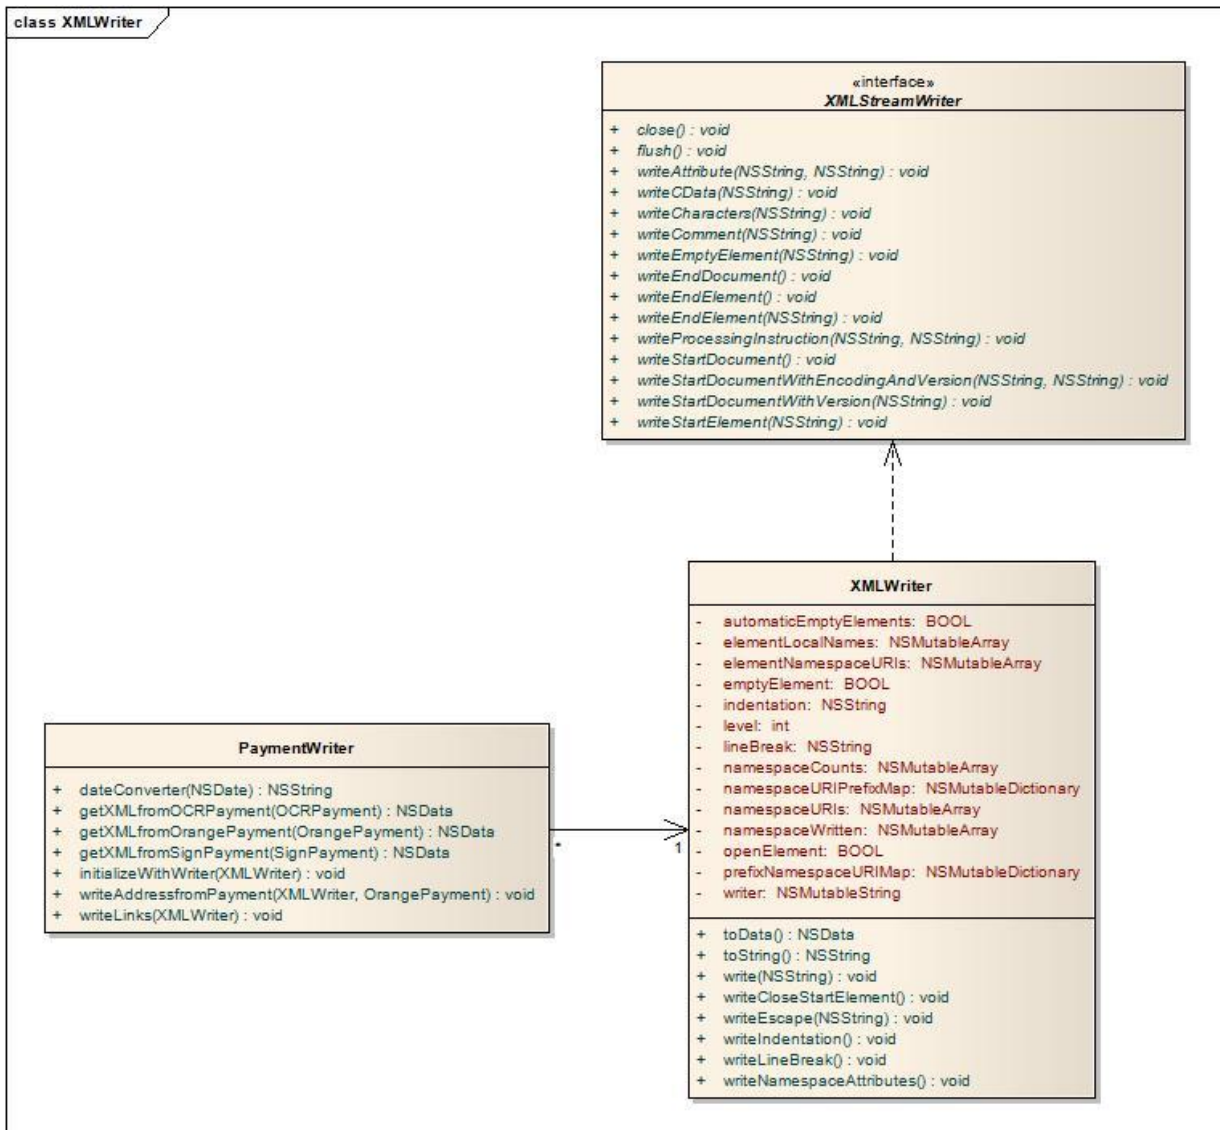 class XMLWriter
«interface»
XMLStreamWriter
+ close() : void
+ flush() : void
+ writeAttribute(NSString, NSString) : void
+ writeCData(NSString) : void
+ writeCharacters(NSString) : void
+ writeComment(NSString) : void
+ writeEmptyElement(NSString) : void
+ writeEndDocument() : void
+ writeEndElement() : void
+ writeEndElement(NSString) : void
+ writeProcessingInstruction(NSString, NSString) : void
+ writeStartDocument() : void
+ writeStartDocumentWithEncodingAndVersion(NSString, NSString) : void
+ writeStartDocumentWithVersion(NSString) : void
+ writeStartElement(NSString) : void
PaymentWriter
+ dateConverter(NSDate) : NSString
+ getXMLfromOCRPayment(OCRPayment) : NSData
+ getXMLfromOrangePayment(OrangePayment) : NSData
+ getXMLfromSignPayment(SignPayment) : NSData
+ initializeWithWriter(XMLWriter) : void
+ writeAddressfromPayment(XMLWriter, OrangePayment) : void
+ writeLinks(XMLWriter) : void
*
1
XMLWriter
- automaticEmptyElements: BOOL
- elementLocalNames: NSMutableArray
- elementNamespaceURIs: NSMutableArray
- emptyElement: BOOL
- indentation: NSString
- level: int
- lineBreak: NSString
- namespaceCounts: NSMutableArray
- namespaceURIPrefixMap: NSMutableDictionary
- namespaceURIs: NSMutableArray
- namespaceWritten: NSMutableArray
- openElement: BOOL
- prefixNamespaceURIMap: NSMutableDictionary
- writer: NSMutableString
+ toData() : NSData
+ toString() : NSString
+ write(NSString) : void
+ writeCloseStartElement() : void
+ writeEscape(NSString) : void
+ writeIndentation() : void
+ writeLineBreak() : void
+ writeNamespaceAttributes() : void